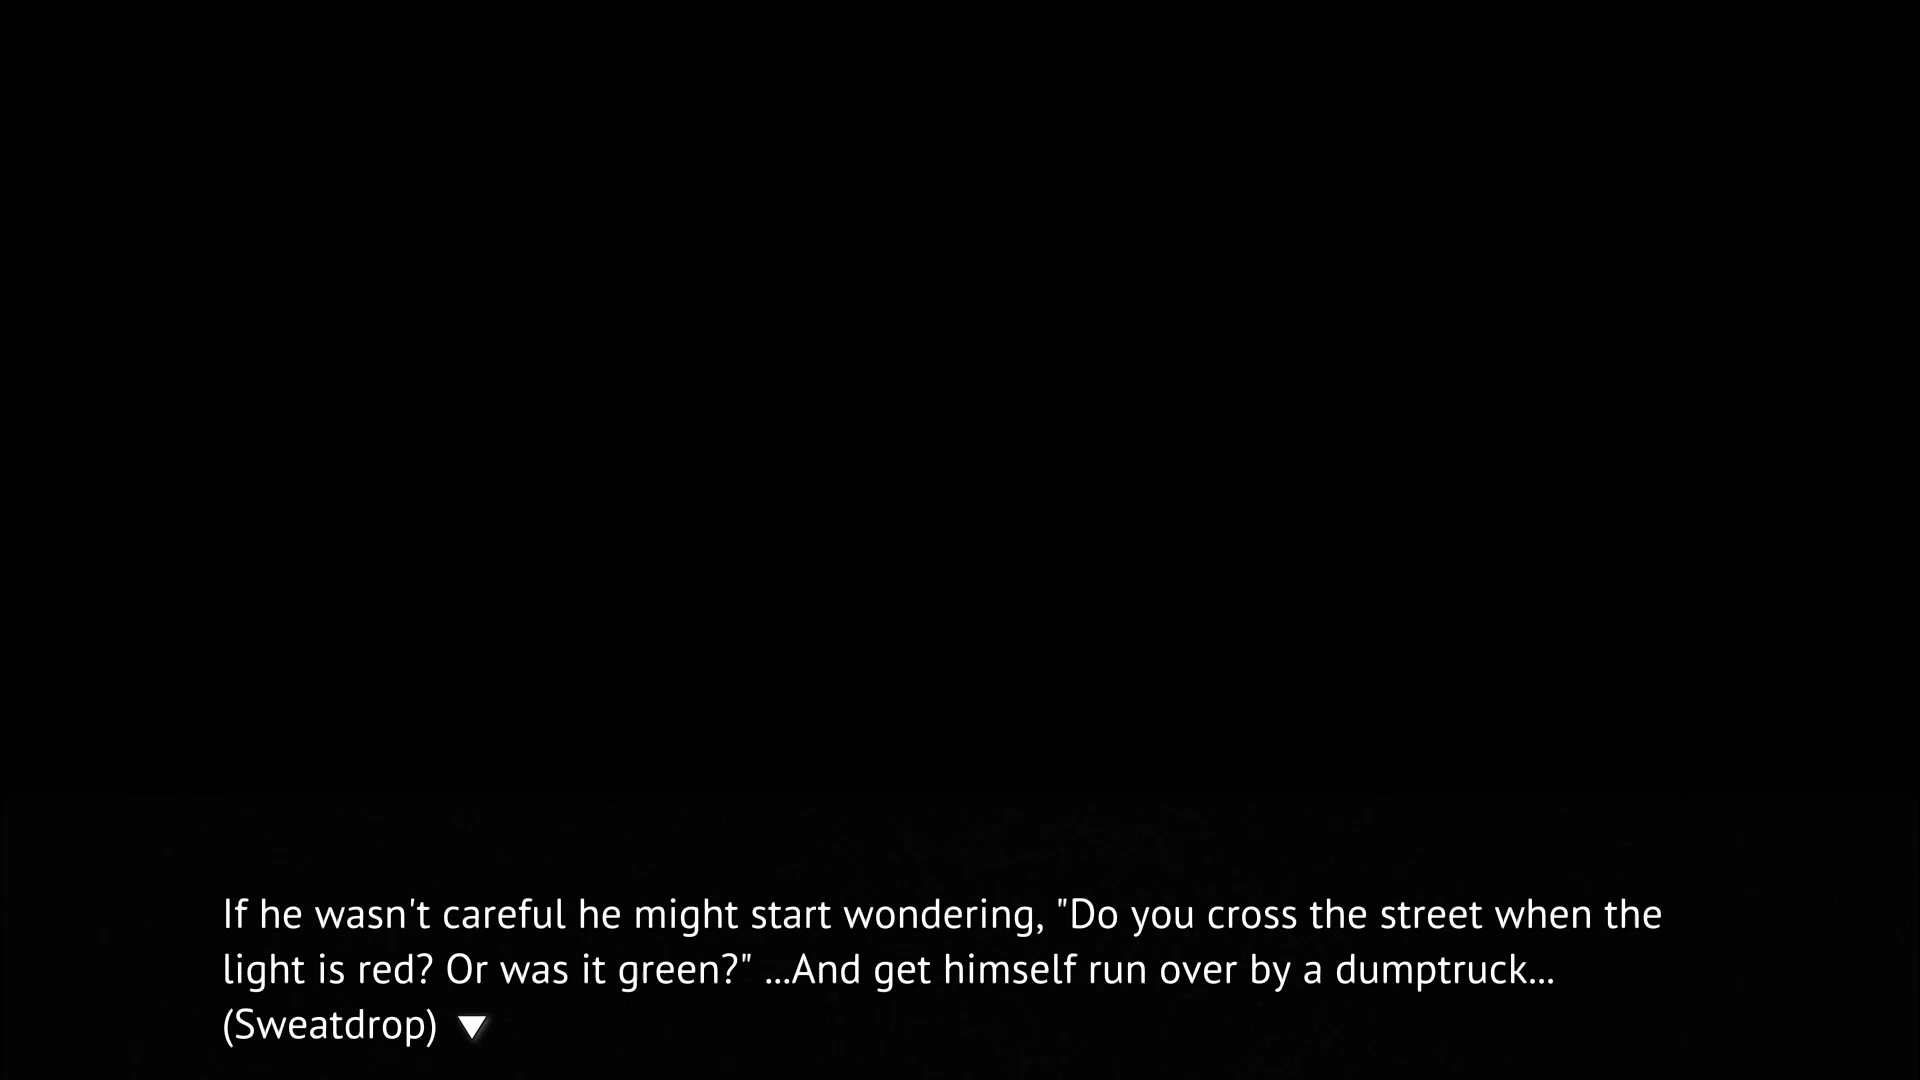 If he wasn't careful he might start wondering, "Do you cross the street when the
light is red? Or was it green?" ...And get himself run over by a dumptruck...
(Sweatdrop)